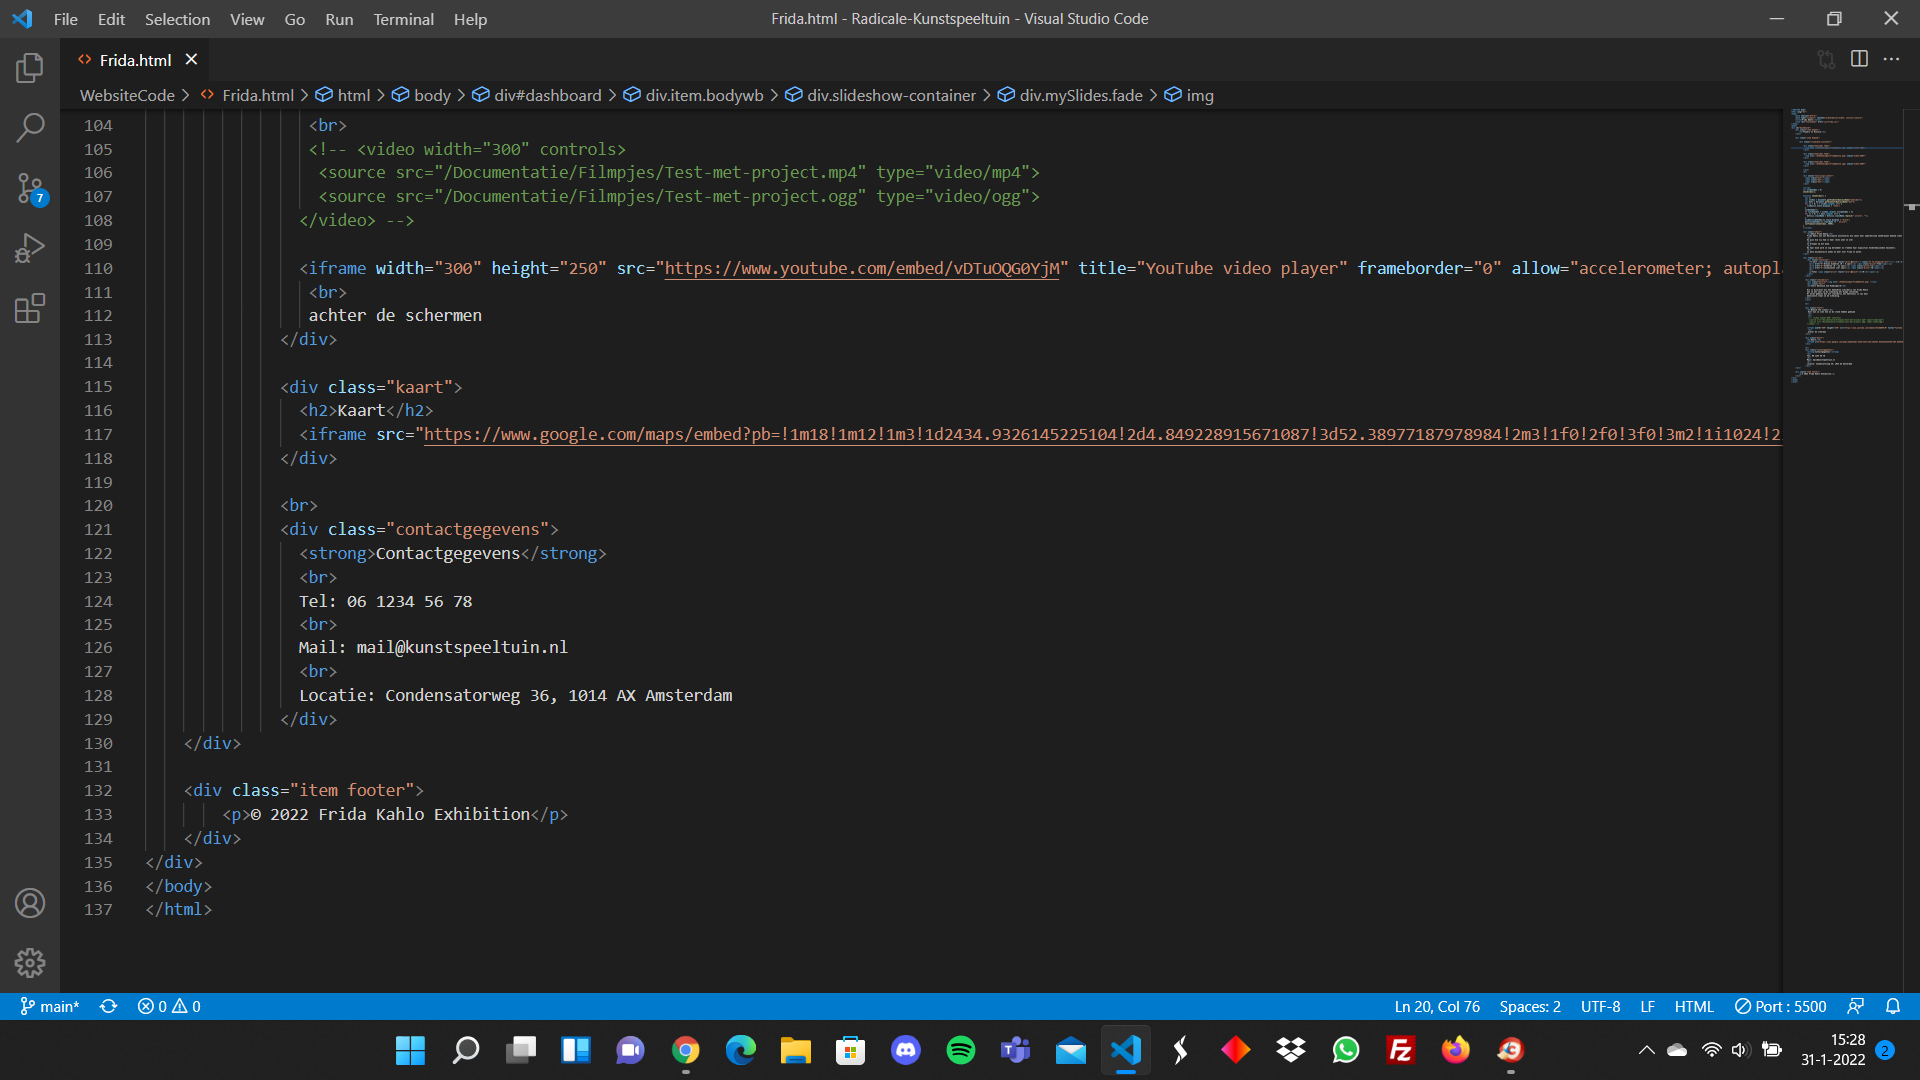 File Edit Selection View Go Run Terminal Help
Frida.html - Radicale-Kunstspeeltuin - Visual Studio Code
Frida.html
WebsiteCode > Frida.html > html > body > div#dashboard > div.item.bodywb > div.slideshow-container > div.mySlides.fade > img
104 <br>
105 <!-- <video width="300" controls>
106 <source src="/Documentatie/Filmpjes/Test-met-project.mp4" type="video/mp4">
107 <source src="/Documentatie/Filmpjes/Test-met-project.ogg" type="video/ogg">
108 </video> -->
109
110 <iframe width="300" height="250" src="https://www.youtube.com/embed/vDTuOQG0YjM" title="YouTube video player" frameborder="0" allow="accelerometer; autopla
111 <br>
112 achter de schermen
113 </div>
114
115 <div class="kaart">
116 <h2>Kaart</h2>
117 <iframe src="https://www.google.com/maps/embed?pb=!1m18!1m12!1m3!1d2434.9326145225104!2d4.849228915671087!3d52.38977187978984!2m3!1f0!2f0!3f0!3m2!1i1024!2
118 </div>
119
120 <br>
121 <div class="contactgegevens">
122 <strong>Contactgegevens</strong>
123 <br>
124 Tel: 06 1234 56 78
125 <br>
126 Mail: mail@kunstspeeltuin.nl
127 <br>
128 Locatie: Condensatorweg 36, 1014 AX Amsterdam
129 </div>
130 </div>
131
132 <div class="item footer">
133 <p>© 2022 Frida Kahlo Exhibition</p>
134 </div>
135 </div>
136 </body>
137 </html>
7
main* 0 0 Ln 20, Col 76 Spaces: 2 UTF-8 LF HTML Port : 5500
15:28
31-1-2022
2